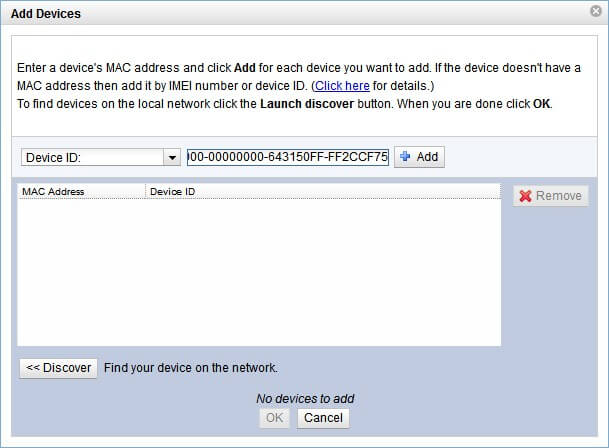 Add Devices
Enter a device's MAC address and click Add for each device you want to add. If the device doesn't have a
MAC address then add it by IMEI number or device ID. (Click here for details.)
To find devices on the local network click the Launch discover button. When you are done click OK.
Device ID: 000-00000000-643150FF-FF2CCF75 Add
MAC Address Device ID
Remove
<< Discover Find your device on the network.
No devices to add
OK Cancel